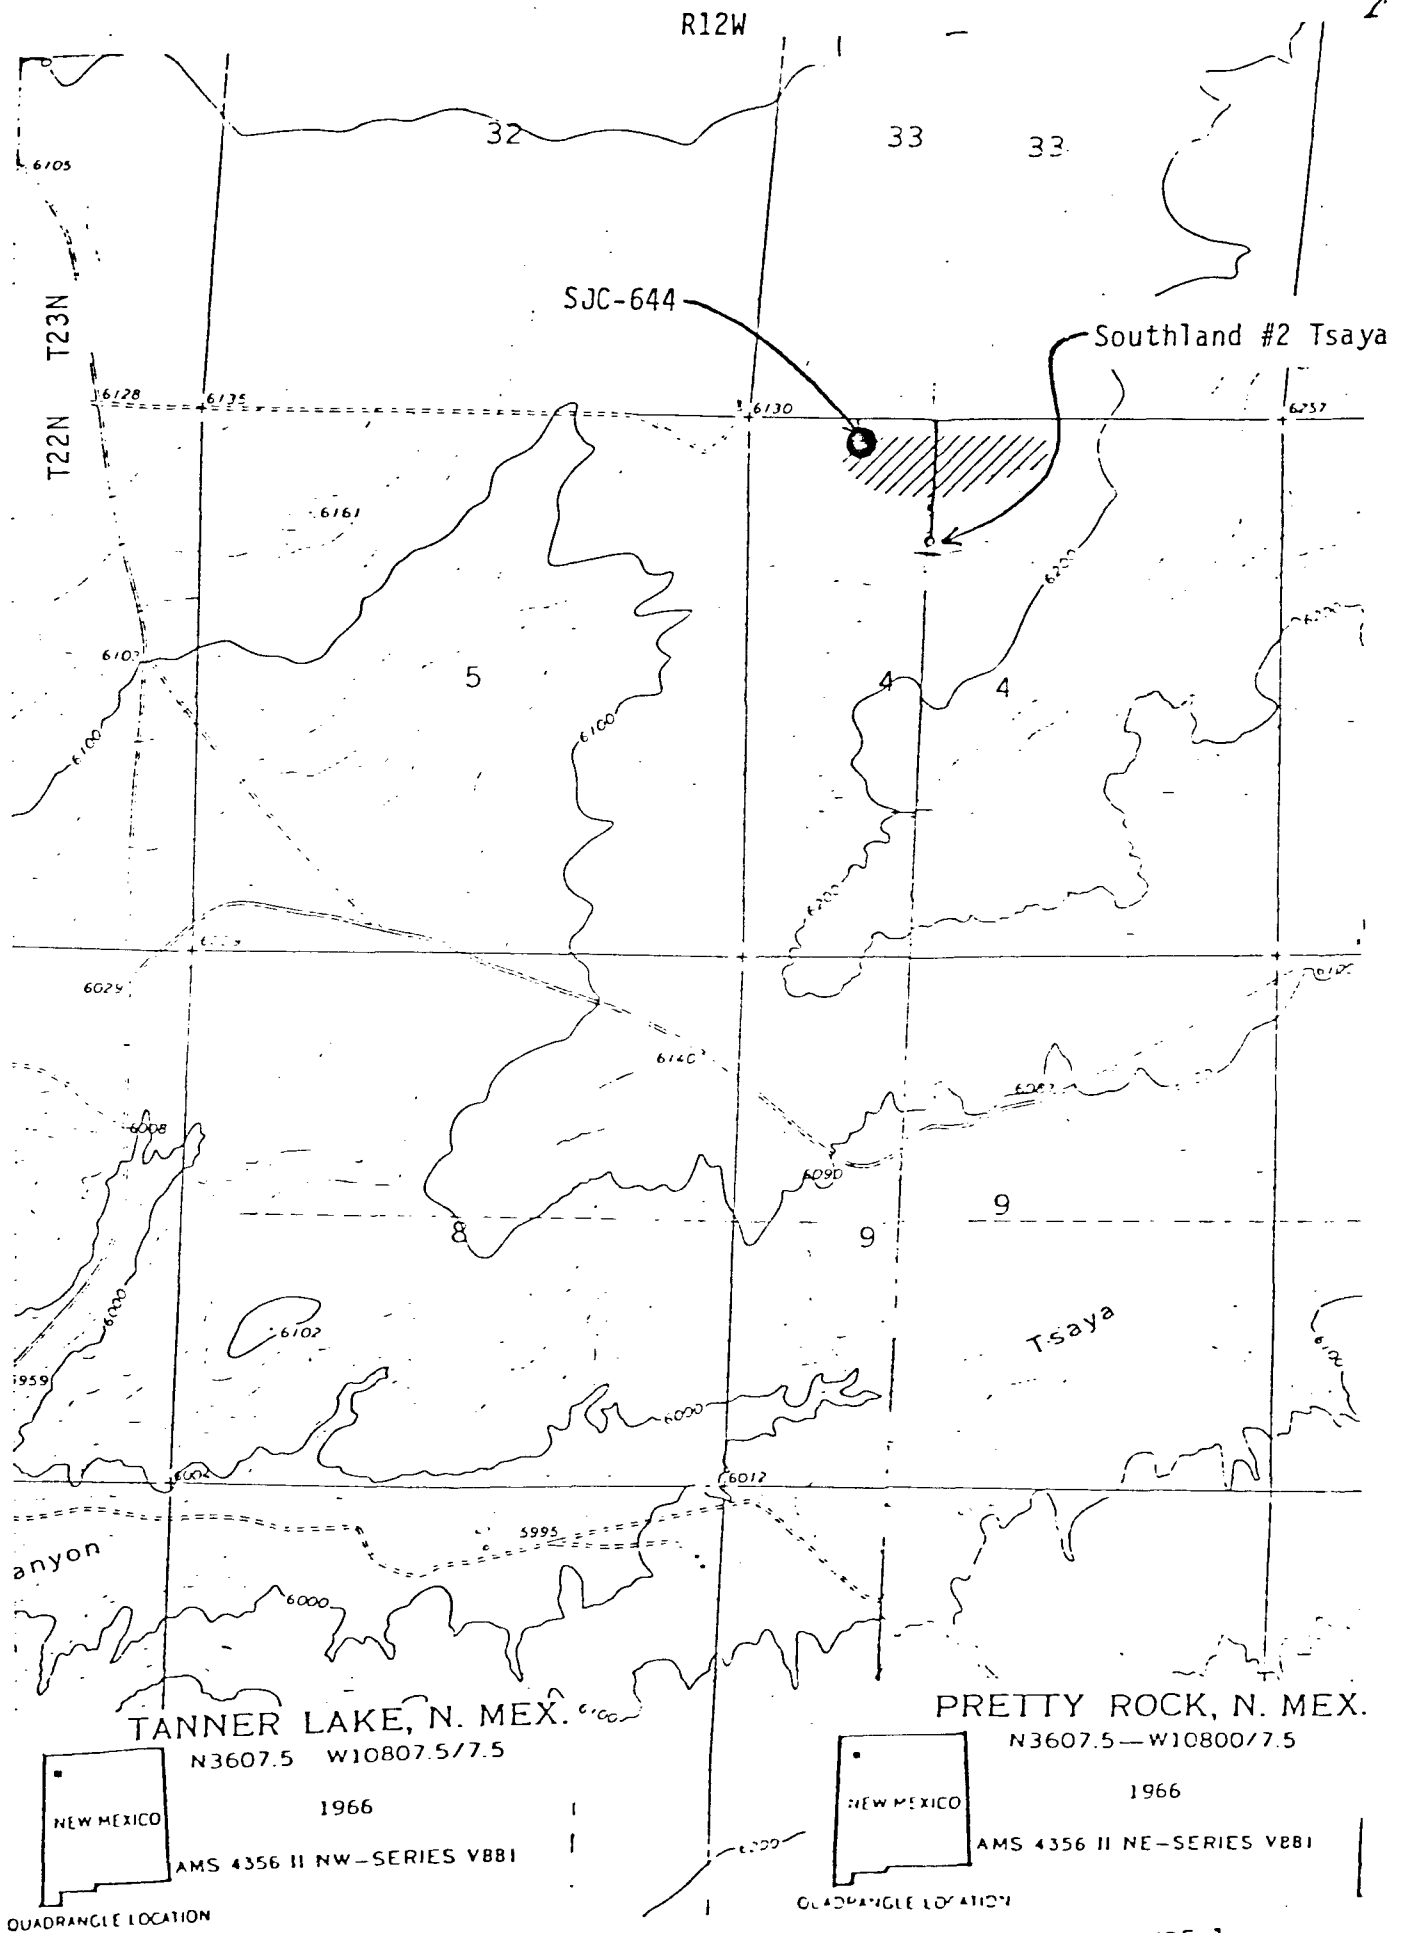 R12W
32
33
33
6105
SJC-644
T23N
Southland #2 Tsaya
T22N
6128
6135
6130
6257
6161
6200
6200
5
4
4
6100
6100
6200
6029
6140
6008
6090
8
9
9
6000
6102
Tsaya
6000
6012
5995
anyon
6000
TANNER LAKE, N. MEX.
N3607.5 W10807.5/7.5
1966
NEW MEXICO
AMS 4356 II NW-SERIES V881
QUADRANGLE LOCATION
PRETTY ROCK, N. MEX.
N3607.5—W10800/7.5
1966
NEW MEXICO
AMS 4356 II NE-SERIES V881
QUADRANGLE LOCATION